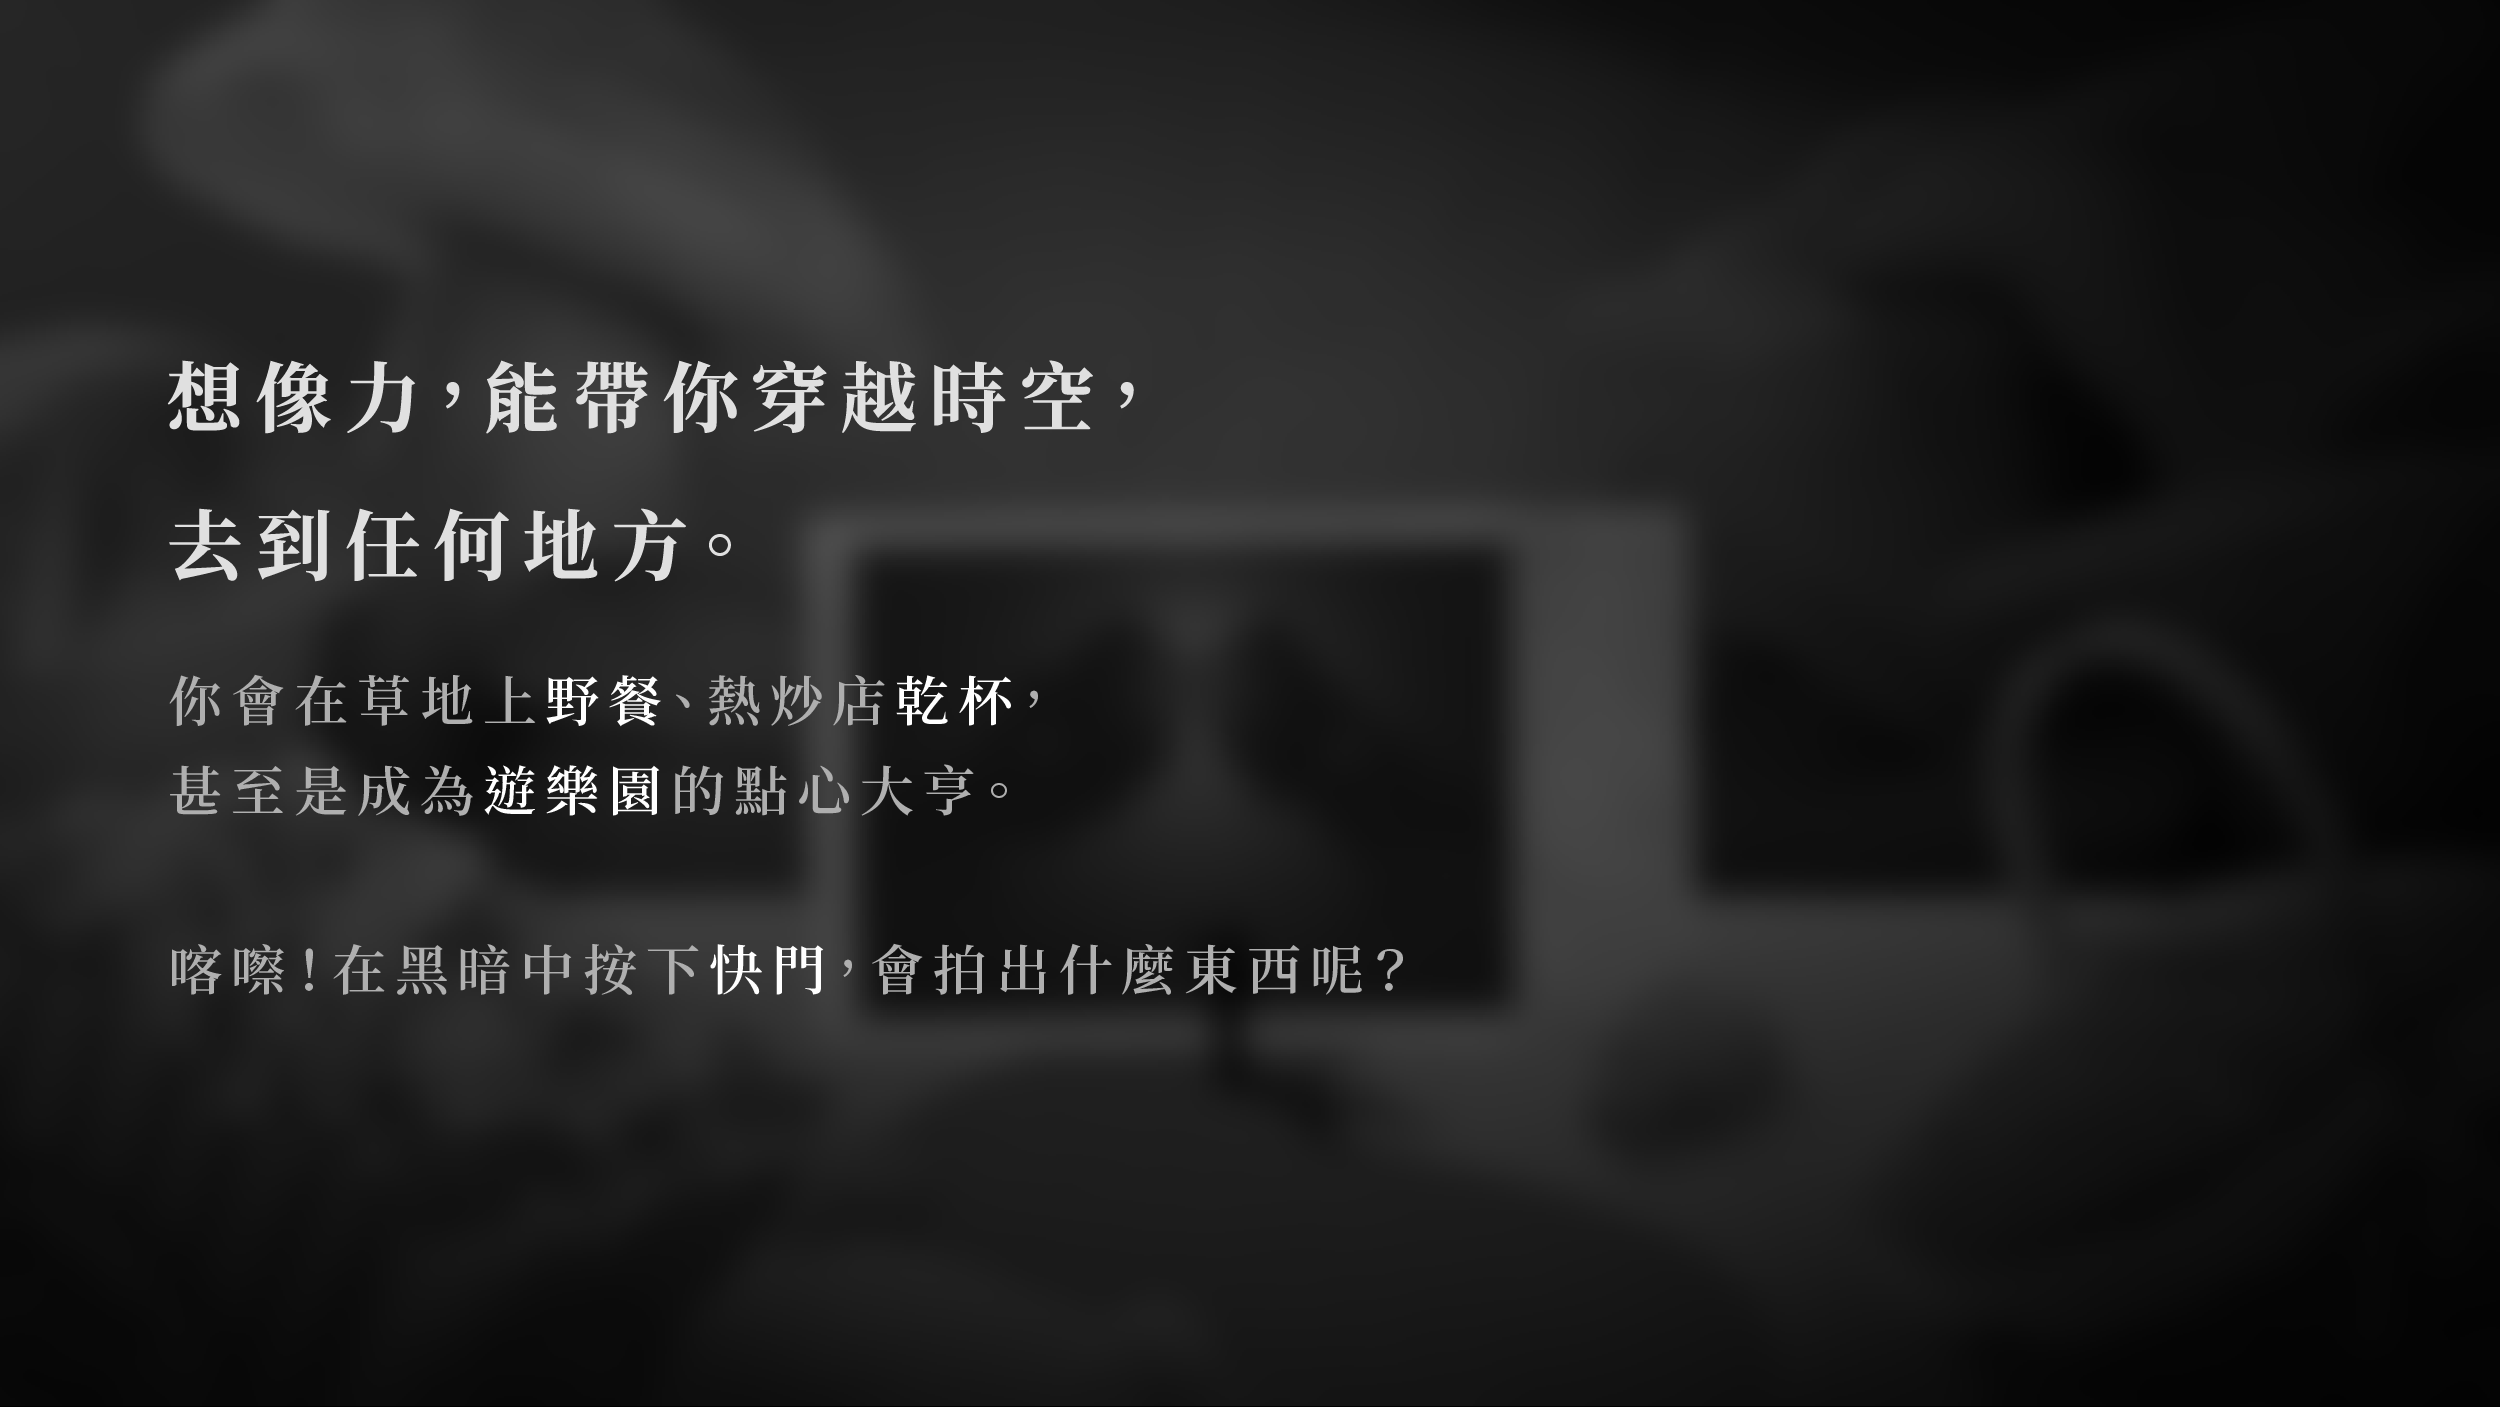 想像力，能帶你穿越時空，
去到任何地方。
你會在草地上野餐、熱炒店乾杯，
甚至是成為遊樂園的點心大亨。
喀嚓！在黑暗中按下快門，會拍出什麼東西呢？